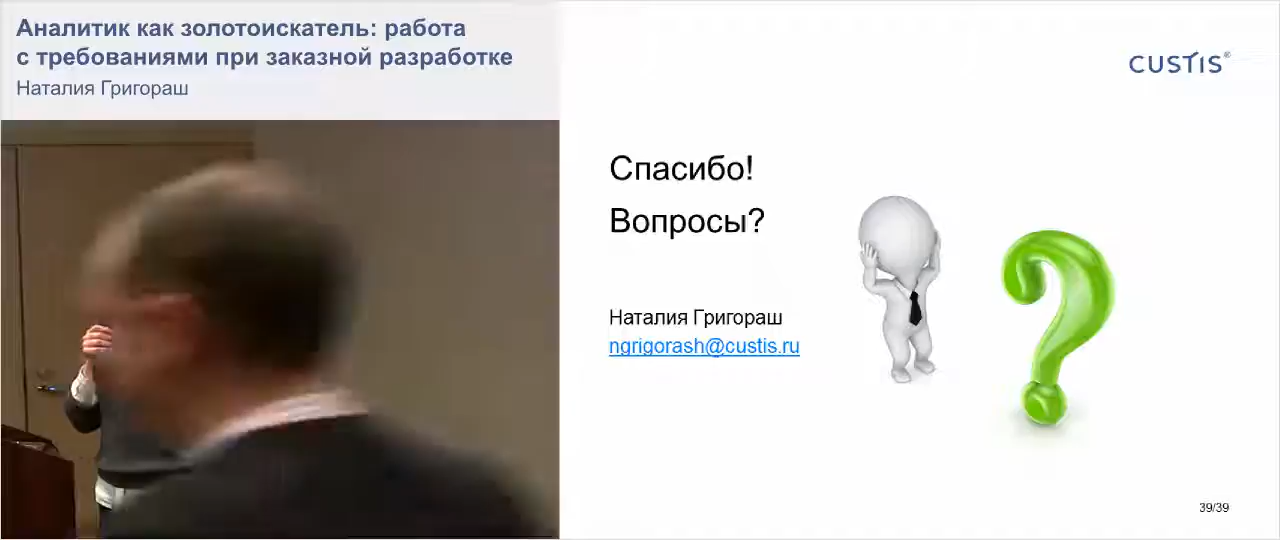 Аналитик как золотоискатель: работа
с требованиями при заказной разработке
Наталия Григораш
CUSTIS®
Спасибо!
Вопросы?
Наталия Григораш
ngrigorash@custis.ru
39/39